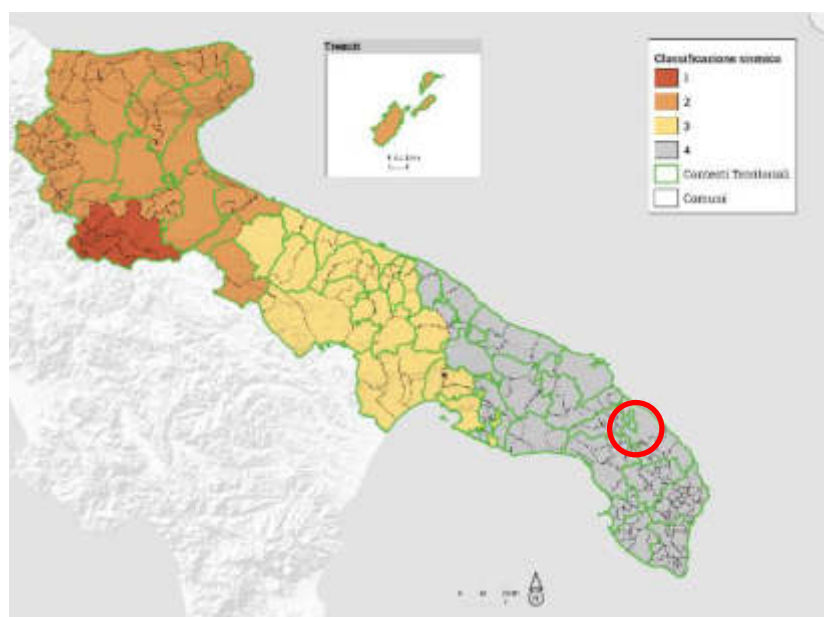 Tremiti
Classificazione sismica
1
2
3
4
Contesti Territoriali
Comuni